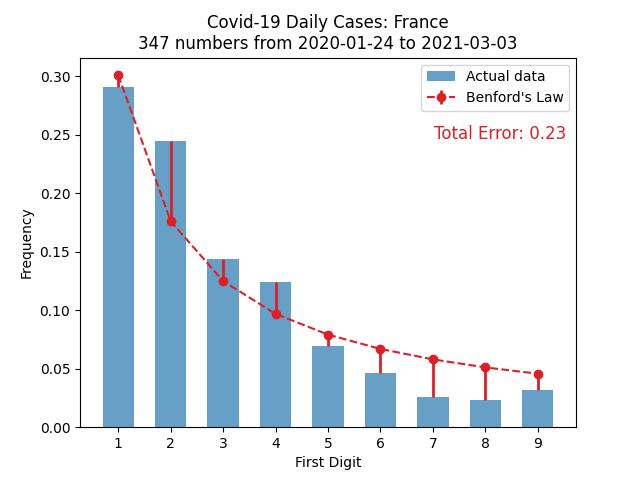 Covid-19 Daily Cases: France
347 numbers from 2020-01-24 to 2021-03-03
Actual data
Benford's Law
Total Error: 0.23
Frequency
0.30
0.25
0.20
0.15
0.10
0.05
0.00
1 2 3 4 5 6 7 8 9
First Digit